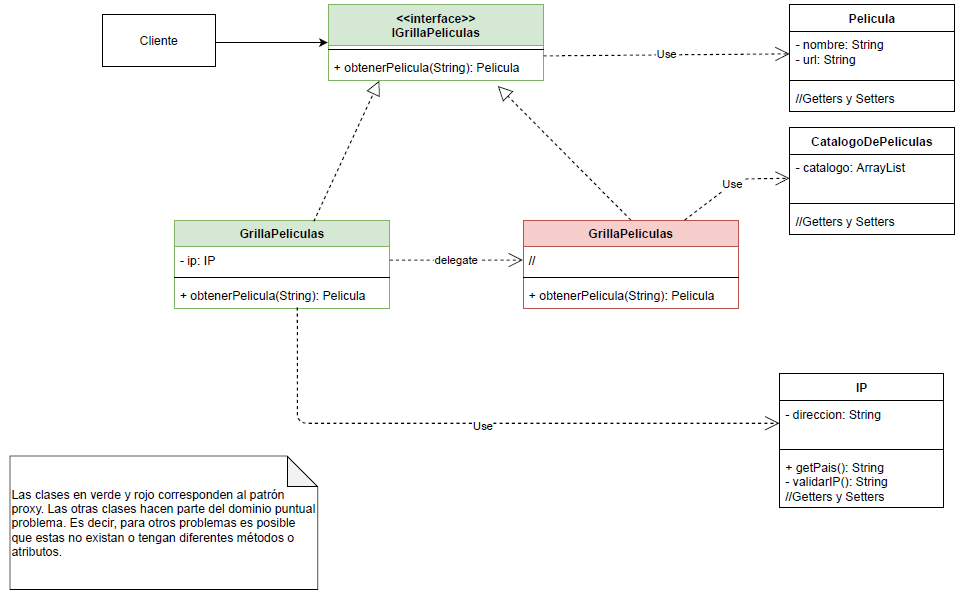 Cliente
<<interface>>
IGrillaPeliculas
+ obtenerPelicula(String): Pelicula
Use
Pelicula
- nombre: String
- url: String
//Getters y Setters
CatalogoDePeliculas
- catalogo: ArrayList
//Getters y Setters
Use
GrillaPeliculas
- ip: IP
+ obtenerPelicula(String): Pelicula
delegate
GrillaPeliculas
//
+ obtenerPelicula(String): Pelicula
Use
IP
- direccion: String
+ getPais(): String
- validarIP(): String
//Getters y Setters
Las clases en verde y rojo corresponden al patrón
proxy. Las otras clases hacen parte del dominio puntual
problema. Es decir, para otros problemas es posible
que estas no existan o tengan diferentes métodos o
atributos.